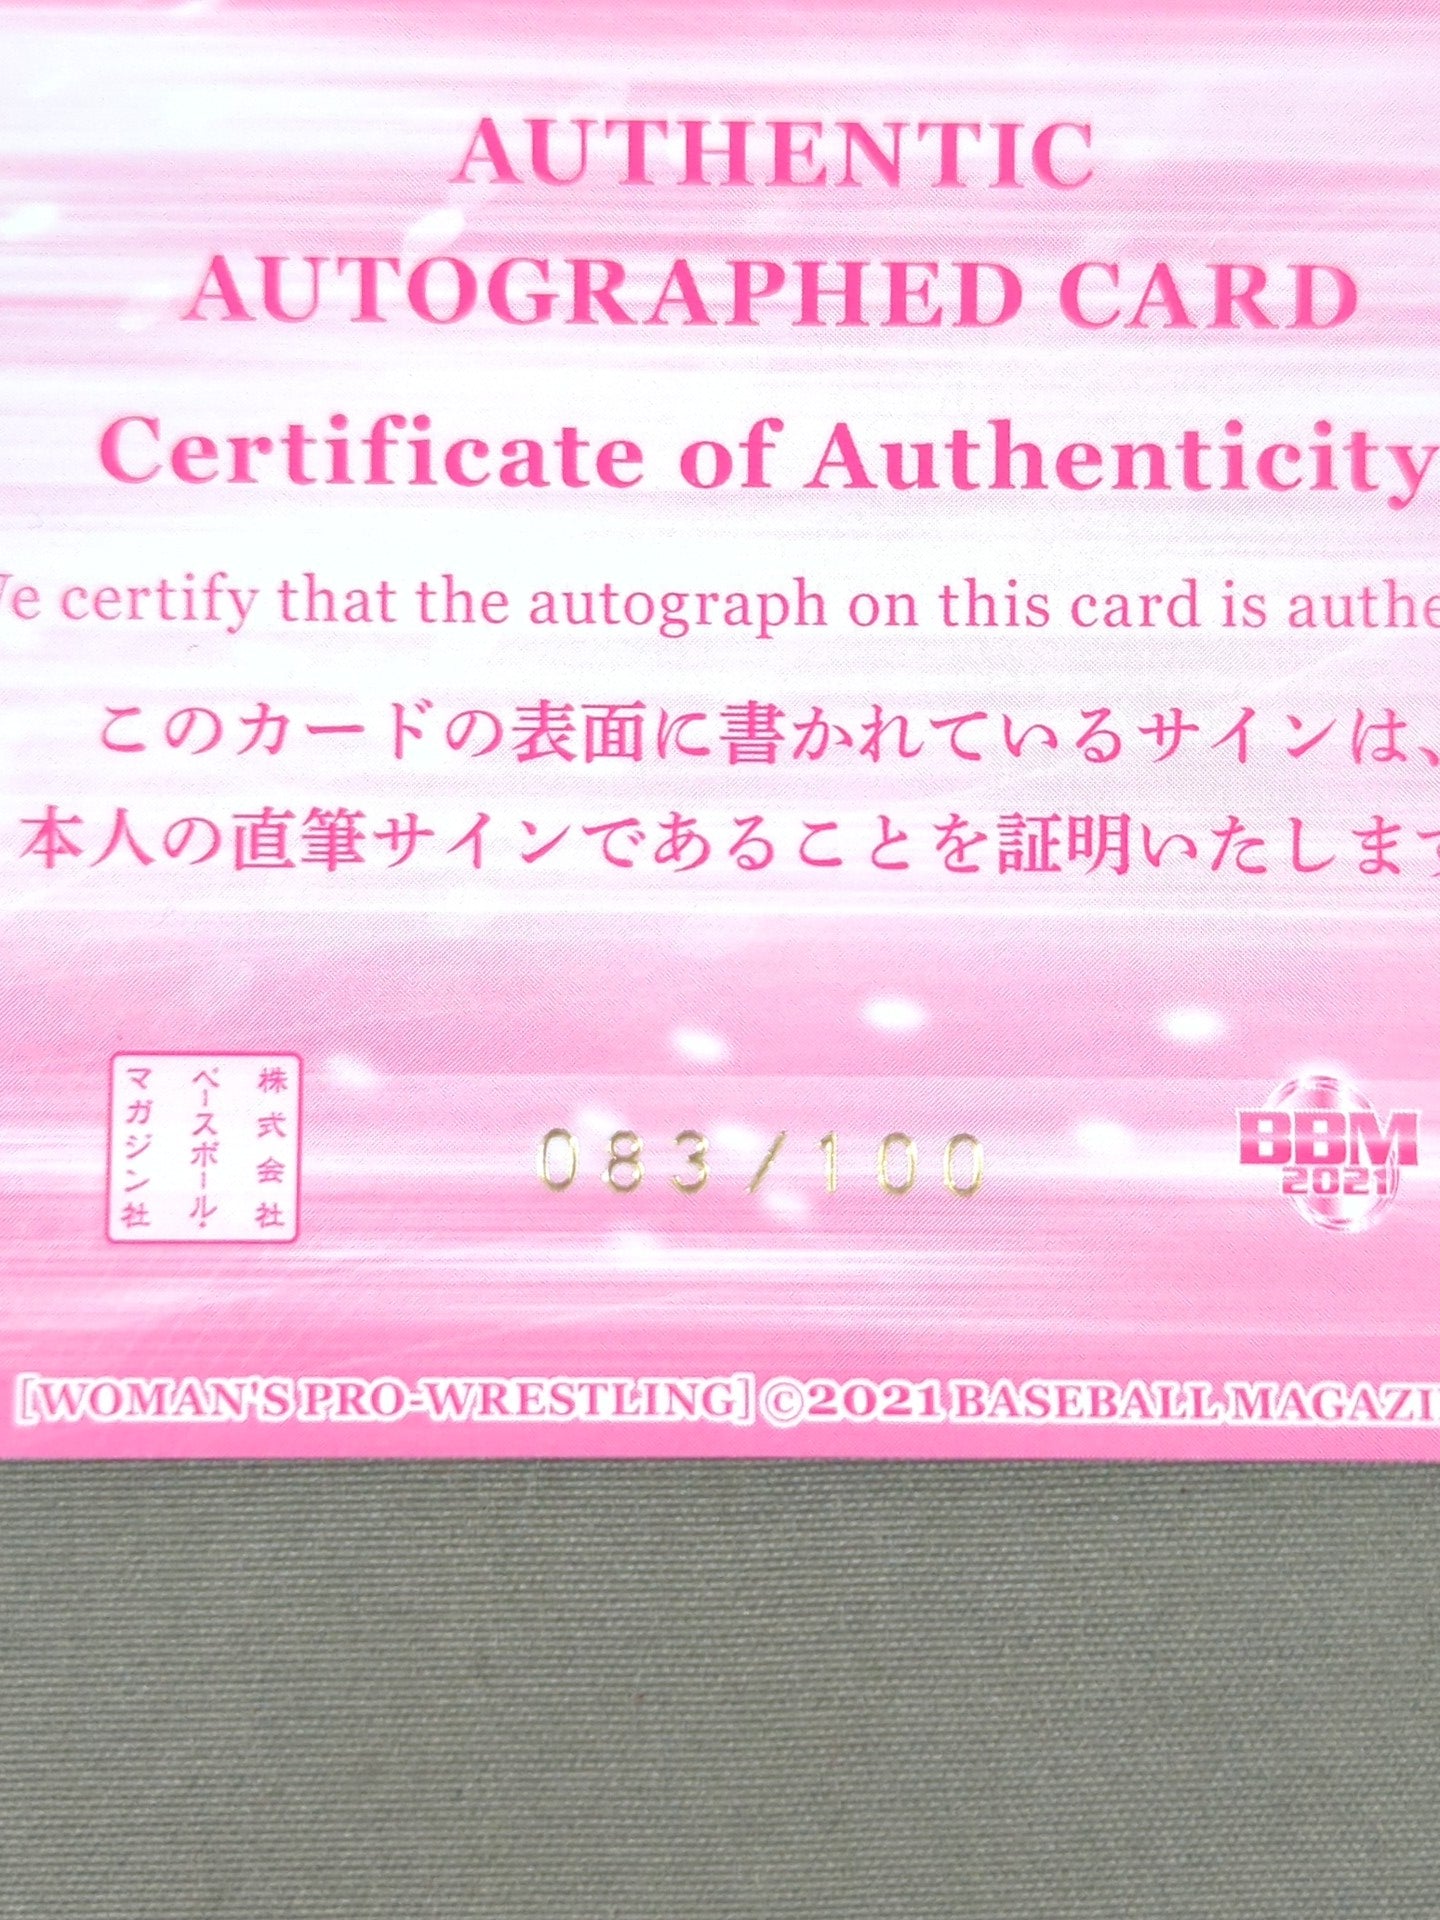 AUTHENTIC
AUTOGRAPHED CARD
Certificate of Authenticity
We certify that the autograph on this card is authe
このカードの表面に書かれているサインは、
本人の直筆サインであることを証明いたします
株式会社
ベースボール・
マガジン社
083/100
BBM
2021
[WOMAN'S PRO-WRESTLING]©2021 BASEBALL MAGAZI